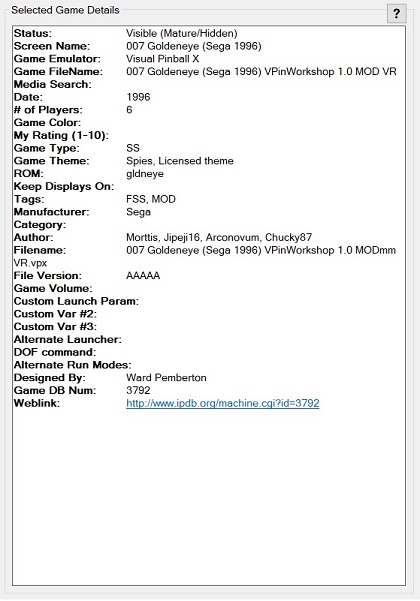 Selected Game Details
?
Status: Visible (Mature/Hidden)
Screen Name: 007 Goldeneye (Sega 1996)
Game Emulator: Visual Pinball X
Game FileName: 007 Goldeneye (Sega 1996) VPinWorkshop 1.0 MOD VR
Media Search:
Date: 1996
# of Players: 6
Game Color:
My Rating (1-10):
Game Type: SS
Game Theme: Spies, Licensed theme
ROM: gldneye
Keep Displays On:
Tags: FSS, MOD
Manufacturer: Sega
Category:
Author: Morttis, Jipeji16, Arconovum, Chucky87
Filename: 007 Goldeneye (Sega 1996) VPinWorkshop 1.0 MODmm
VR.vpx
File Version: AAAAA
Game Volume:
Custom Launch Param:
Custom Var #2:
Custom Var #3:
Alternate Launcher:
DOF command:
Alternate Run Modes:
Designed By: Ward Pemberton
Game DB Num: 3792
Weblink: http://www.ipdb.org/machine.cgi?id=3792